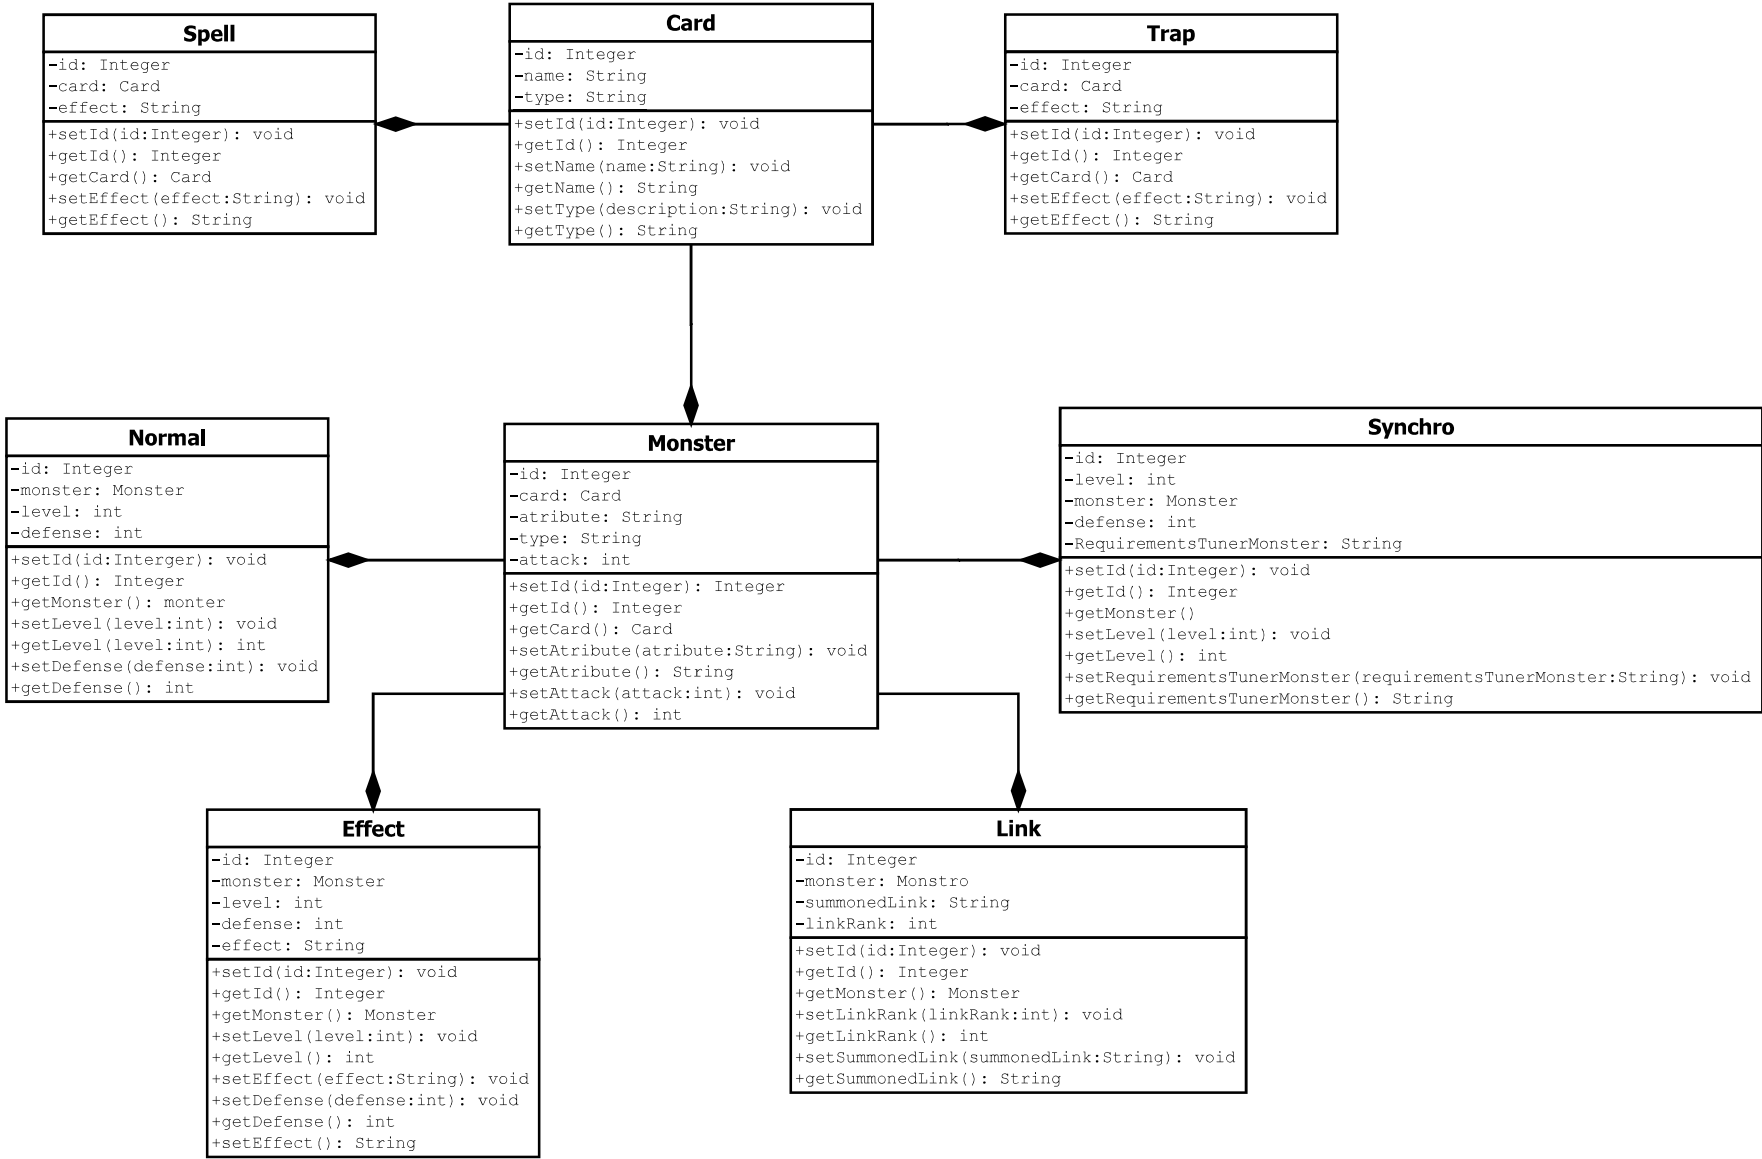 Spell
-id: Integer
-card: Card
-effect: String
+setId(id:Integer): void
+getId(): Integer
+getCard(): Card
+setEffect(effect:String): void
+getEffect(): String
Card
-id: Integer
-name: String
-type: String
+setId(id:Integer): void
+getId(): Integer
+setName(name:String): void
+getName(): String
+setType(description:String): void
+getType(): String
Trap
-id: Integer
-card: Card
-effect: String
+setId(id:Integer): void
+getId(): Integer
+getCard(): Card
+setEffect(effect:String): void
+getEffect(): String
Normal
-id: Integer
-monster: Monster
-level: int
-defense: int
+setId(id:Interger): void
+getId(): Integer
+getMonster(): monter
+setLevel(level:int): void
+getLevel(level:int): int
+setDefense(defense:int): void
+getDefense(): int
Monster
-id: Integer
-card: Card
-atribute: String
-type: String
-attack: int
+setId(id:Integer): Integer
+getId(): Integer
+getCard(): Card
+setAtribute(atribute:String): void
+getAtribute(): String
+setAttack(attack:int): void
+getAttack(): int
Synchro
-id: Integer
-level: int
-monster: Monster
-defense: int
-RequirementsTunerMonster: String
+setId(id:Integer): void
+getId(): Integer
+getMonster()
+setLevel(level:int): void
+getLevel(): int
+setRequirementsTunerMonster(requirementsTunerMonster:String): void
+getRequirementsTunerMonster(): String
Effect
-id: Integer
-monster: Monster
-level: int
-defense: int
-effect: String
+setId(id:Integer): void
+getId(): Integer
+getMonster(): Monster
+setLevel(level:int): void
+getLevel(): int
+setEffect(effect:String): void
+setDefense(defense:int): void
+getDefense(): int
+setEffect(): String
Link
-id: Integer
-monster: Monstro
-summonedLink: String
-linkRank: int
+setId(id:Integer): void
+getId(): Integer
+getMonster(): Monster
+setLinkRank(linkRank:int): void
+getLinkRank(): int
+setSummonedLink(summonedLink:String): void
+getSummonedLink(): String